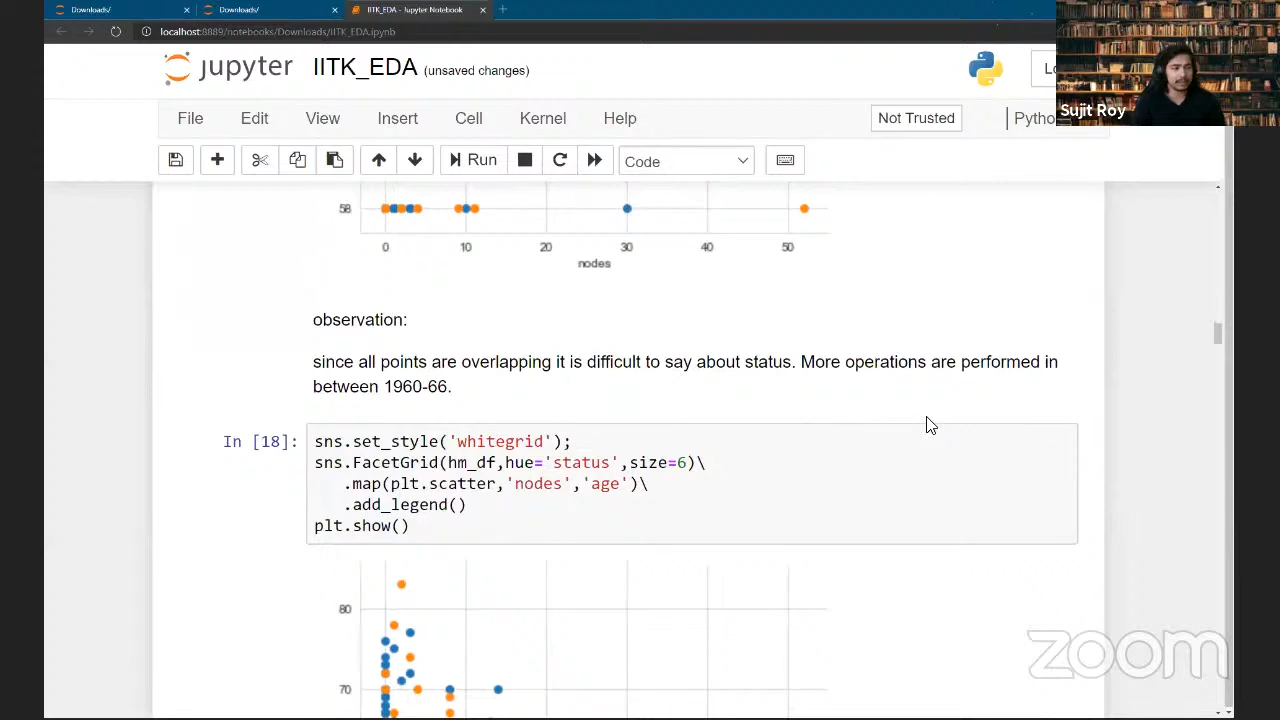 Downloads/
Downloads/
IITK_EDA - Jupyter Notebook
localhost:8889/notebooks/Downloads/IITK_EDA.ipynb
jupyter IITK_EDA (unsaved changes)
Sujit Roy
File Edit View Insert Cell Kernel Help Not Trusted
Run Code
58
0 10 20 30 40 50
nodes
observation:
since all points are overlapping it is difficult to say about status. More operations are performed in
between 1960-66.
In [18]: sns.set_style('whitegrid');
sns.FacetGrid(hm_df,hue='status',size=6)\
.map(plt.scatter,'nodes','age')\
.add_legend()
plt.show()
80
70
zoom